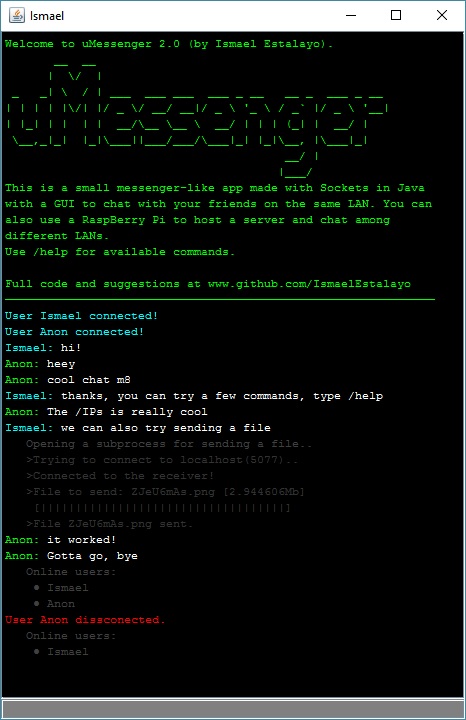 Ismael
Welcome to uMessenger 2.0 (by Ismael Estalayo).
uMessenger
This is a small messenger-like app made with Sockets in Java
with a GUI to chat with your friends on the same LAN. You can
also use a RaspBerry Pi to host a server and chat among
different LANs.
Use /help for available commands.
Full code and suggestions at www.github.com/IsmaelEstalayo
User Ismael connected!
User Anon connected!
Ismael: hi!
Anon: heey
Anon: cool chat m8
Ismael: thanks, you can try a few commands, type /help
Anon: The /IPs is really cool
Ismael: we can also try sending a file
Opening a subprocess for sending a file..
>Trying to connect to localhost(5077)..
>Connected to the receiver!
>File to send: ZJeU6mAs.png [2.944606Mb]
[||||||||||||||||||||||||||||||||||]
>File ZJeU6mAs.png sent.
Anon: it worked!
Anon: Gotta go, bye
Online users:
● Ismael
● Anon
User Anon dissconected.
Online users:
● Ismael